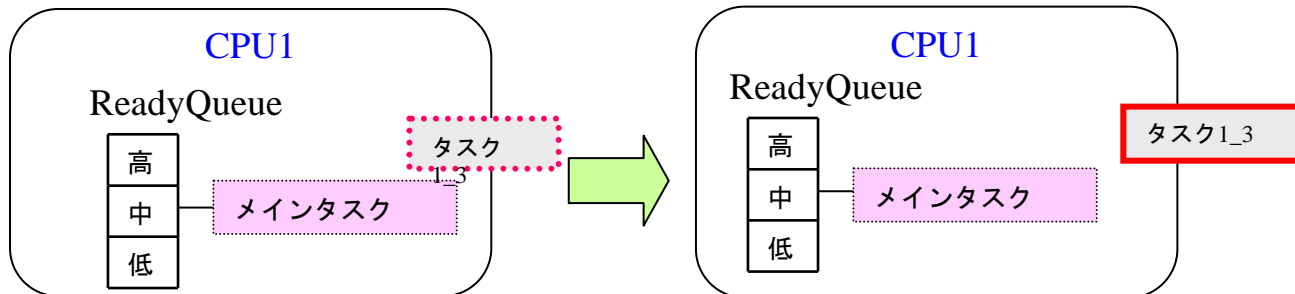 CPU1
ReadyQueue
高
中
低
メインタスク
タスク
1_3
CPU1
ReadyQueue
高
中
低
メインタスク
タスク1_3